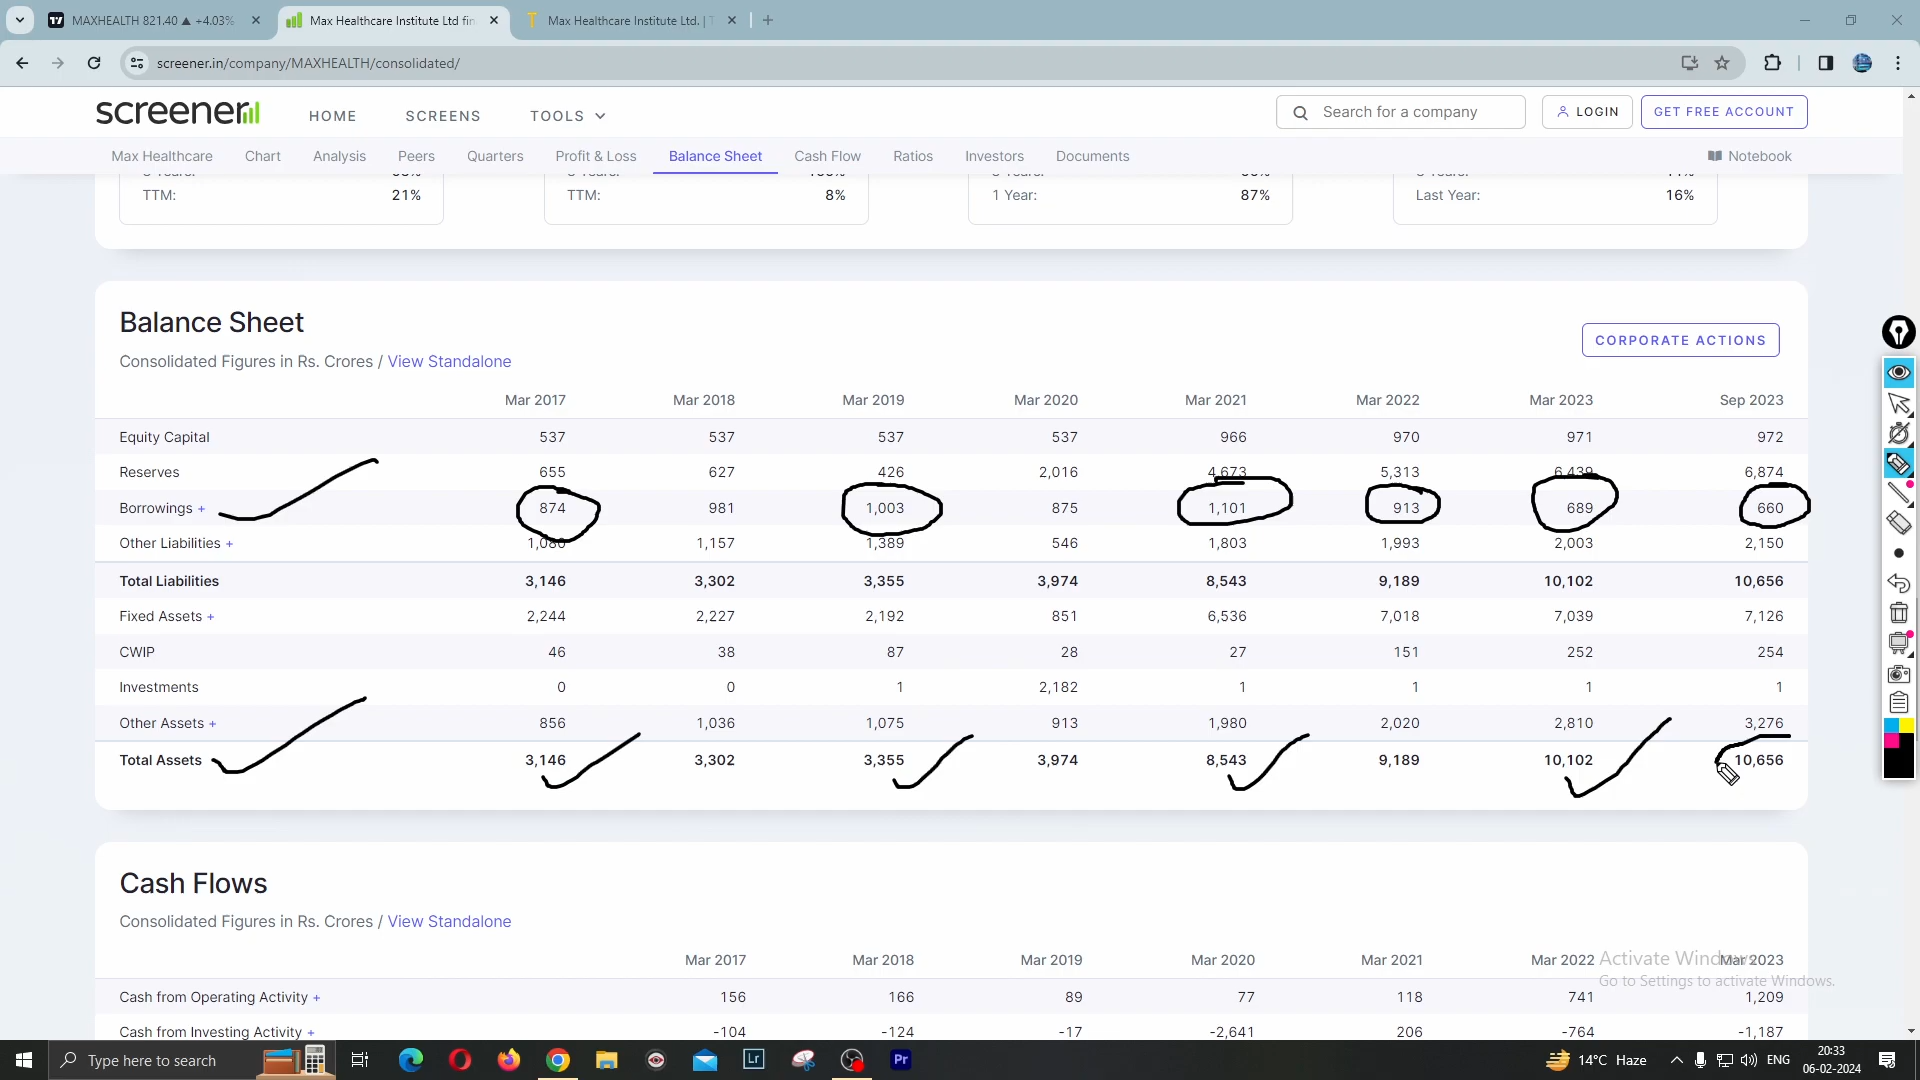 MAXHEALTH 821.40 ▲ +4.03%
Max Healthcare Institute Ltd fin
Max Healthcare Institute Ltd. | T
screener.in/company/MAXHEALTH/consolidated/
screener HOME SCREENS TOOLS Search for a company LOGIN GET FREE ACCOUNT
Max Healthcare Chart Analysis Peers Quarters Profit & Loss Balance Sheet Cash Flow Ratios Investors Documents Notebook
TTM: 21% TTM: 8% 1 Year: 87% Last Year: 16%
Balance Sheet
Consolidated Figures in Rs. Crores / View Standalone
CORPORATE ACTIONS
Mar 2017 Mar 2018 Mar 2019 Mar 2020 Mar 2021 Mar 2022 Mar 2023 Sep 2023
Equity Capital 537 537 537 537 966 970 971 972
Reserves 655 627 426 2,016 4,673 5,313 6,439 6,874
Borrowings + 874 981 1,003 875 1,101 913 689 660
Other Liabilities + 1,080 1,157 1,389 546 1,803 1,993 2,003 2,150
Total Liabilities 3,146 3,302 3,355 3,974 8,543 9,189 10,102 10,656
Fixed Assets + 2,244 2,227 2,192 851 6,536 7,018 7,039 7,126
CWIP 46 38 87 28 27 151 252 254
Investments 0 0 1 2,182 1 1 1 1
Other Assets + 856 1,036 1,075 913 1,980 2,020 2,810 3,276
Total Assets 3,146 3,302 3,355 3,974 8,543 9,189 10,102 10,656
Cash Flows
Consolidated Figures in Rs. Crores / View Standalone
Mar 2017 Mar 2018 Mar 2019 Mar 2020 Mar 2021 Mar 2022 Mar 2023
Activate Windows
Go to Settings to activate Windows.
Cash from Operating Activity + 156 166 89 77 118 741 1,209
Cash from Investing Activity + -104 -124 -17 -2,641 206 -764 -1,187
Type here to search
Lr
Pr
14°C Haze
ENG
20:33
06-02-2024